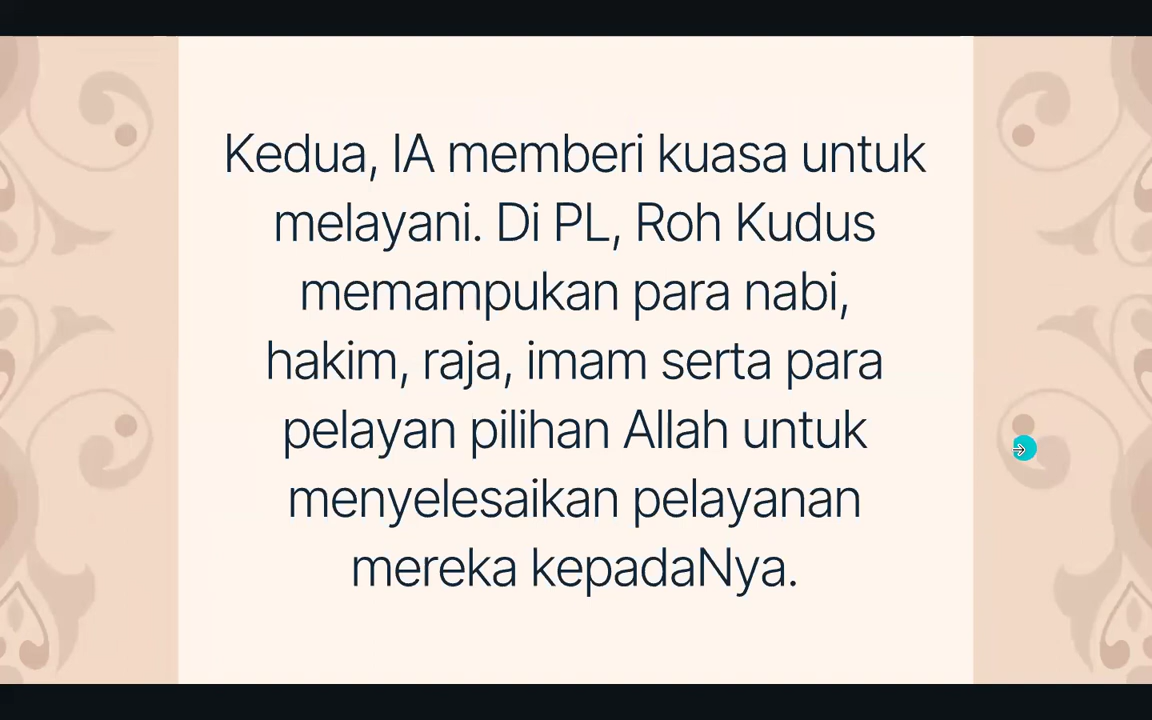 Kedua, IA memberi kuasa untuk
melayani. Di PL, Roh Kudus
memampukan para nabi,
hakim, raja, imam serta para
pelayan pilihan Allah untuk
menyelesaikan pelayanan
mereka kepadaNya.